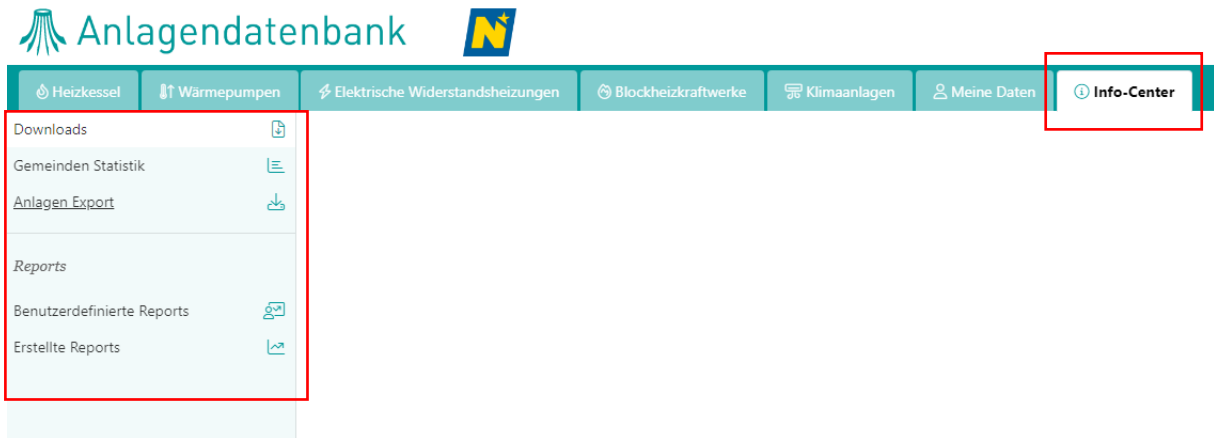 Anlagendatenbank N
Heizkessel Wärmepumpen Elektrische Widerstandsheizungen Blockheizkraftwerke Klimaanlagen Meine Daten Info-Center
Downloads
Gemeinden Statistik
Anlagen Export
Reports
Benutzerdefinierte Reports
Erstellte Reports